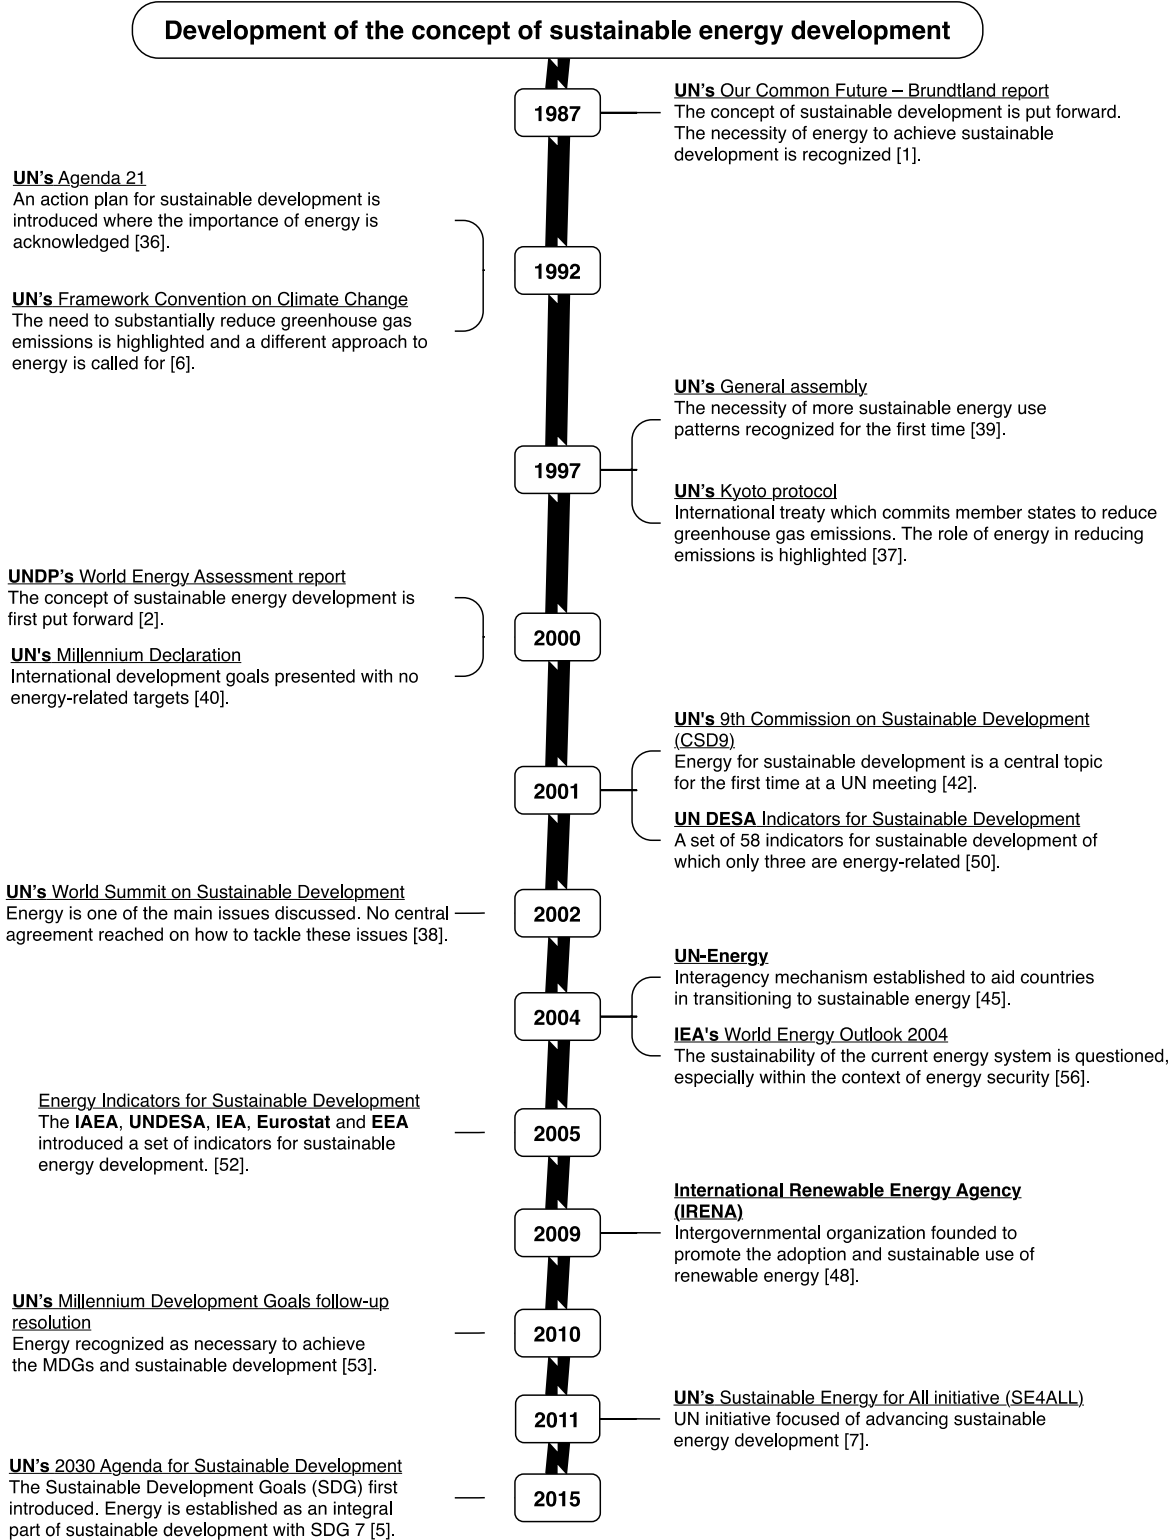 Development of the concept of sustainable energy development
1987
UN's Our Common Future – Brundtland report
The concept of sustainable development is put forward.
The necessity of energy to achieve sustainable
development is recognized [1].
UN's Agenda 21
An action plan for sustainable development is
introduced where the importance of energy is
acknowledged [36].
1992
UN's Framework Convention on Climate Change
The need to substantially reduce greenhouse gas
emissions is highlighted and a different approach to
energy is called for [6].
UN's General assembly
The necessity of more sustainable energy use
patterns recognized for the first time [39].
1997
UN's Kyoto protocol
International treaty which commits member states to reduce
greenhouse gas emissions. The role of energy in reducing
emissions is highlighted [37].
UNDP's World Energy Assessment report
The concept of sustainable energy development is
first put forward [2].
2000
UN's Millennium Declaration
International development goals presented with no
energy-related targets [40].
UN's 9th Commission on Sustainable Development
(CSD9)
Energy for sustainable development is a central topic
for the first time at a UN meeting [42].
2001
UN DESA Indicators for Sustainable Development
A set of 58 indicators for sustainable development of
which only three are energy-related [50].
UN's World Summit on Sustainable Development
Energy is one of the main issues discussed. No central
agreement reached on how to tackle these issues [38].
2002
UN-Energy
Interagency mechanism established to aid countries
in transitioning to sustainable energy [45].
2004
IEA's World Energy Outlook 2004
The sustainability of the current energy system is questioned,
especially within the context of energy security [56].
Energy Indicators for Sustainable Development
The IAEA, UNDESA, IEA, Eurostat and EEA
introduced a set of indicators for sustainable
energy development. [52].
2005
International Renewable Energy Agency
(IRENA)
Intergovernmental organization founded to
promote the adoption and sustainable use of
renewable energy [48].
2009
UN's Millennium Development Goals follow-up
resolution
Energy recognized as necessary to achieve
the MDGs and sustainable development [53].
2010
UN's Sustainable Energy for All initiative (SE4ALL)
UN initiative focused of advancing sustainable
energy development [7].
2011
UN's 2030 Agenda for Sustainable Development
The Sustainable Development Goals (SDG) first
introduced. Energy is established as an integral
part of sustainable development with SDG 7 [5].
2015